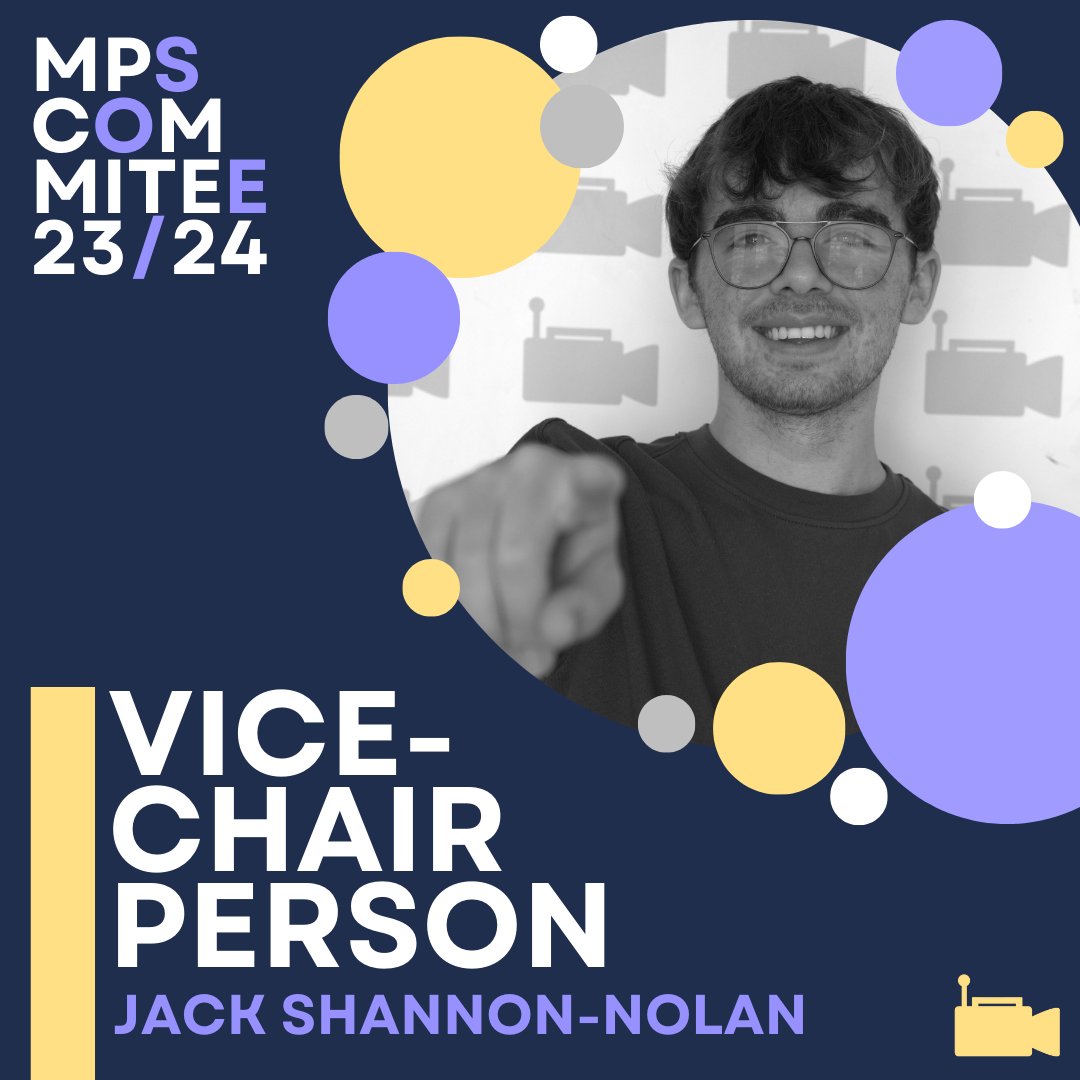 MPS
COM
MITEE
23/24
VICE-
CHAIR
PERSON
JACK SHANNON-NOLAN